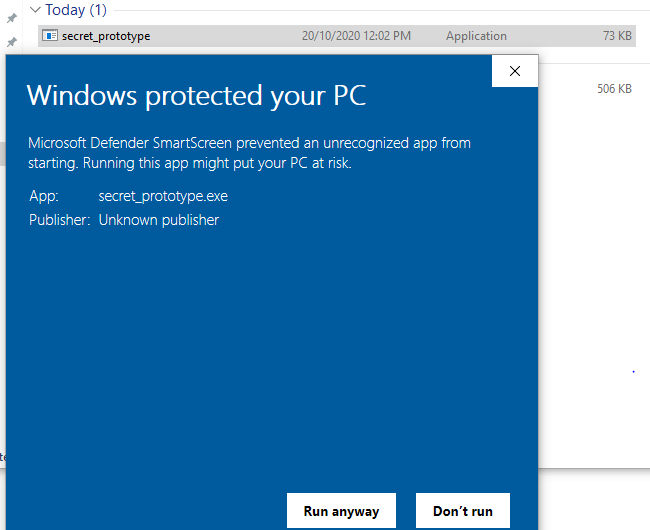 Today (1)
secret_prototype 20/10/2020 12:02 PM Application 73 KB
506 KB
Windows protected your PC
Microsoft Defender SmartScreen prevented an unrecognized app from
starting. Running this app might put your PC at risk.
App: secret_prototype.exe
Publisher: Unknown publisher
Run anyway Don't run